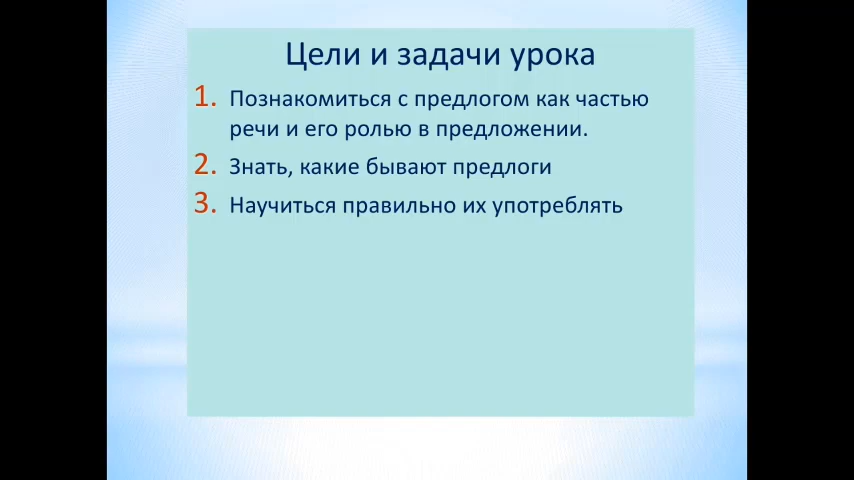 Цели и задачи урока
1. Познакомиться с предлогом как частью
речи и его ролью в предложении.
2. Знать, какие бывают предлоги
3. Научиться правильно их употреблять